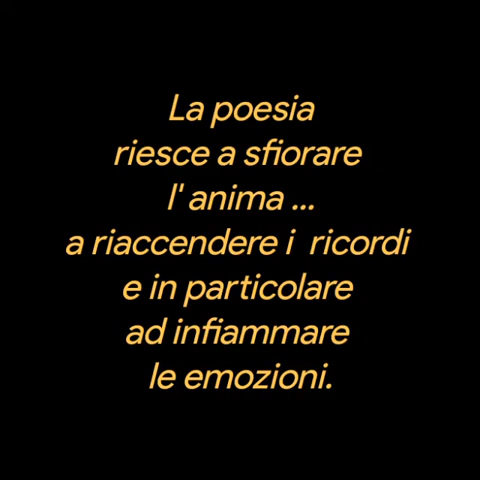 La poesia
riesce a sfiorare
l' anima ...
a riaccendere i  ricordi
e in particolare
ad infiammare
le emozioni.